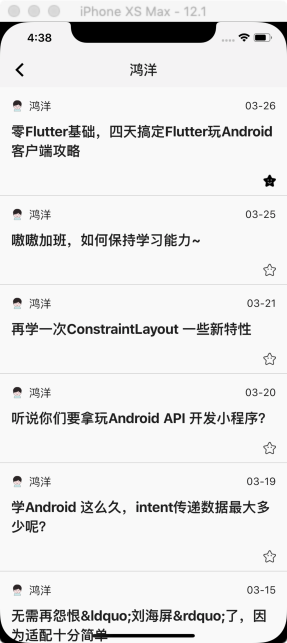 iPhone XS Max - 12.1
4:38
鸿洋
鸿洋 03-26
零Flutter基础，四天搞定Flutter玩Android
客户端攻略
鸿洋 03-25
嗷嗷加班，如何保持学习能力~
鸿洋 03-21
再学一次ConstraintLayout 一些新特性
鸿洋 03-20
听说你们要拿玩Android API 开发小程序?
鸿洋 03-19
学Android 这么久，intent传递数据最大多
少呢?
鸿洋 03-15
无需再怨恨&ldquo;刘海屏&rdquo;了，因
为适配十分简单